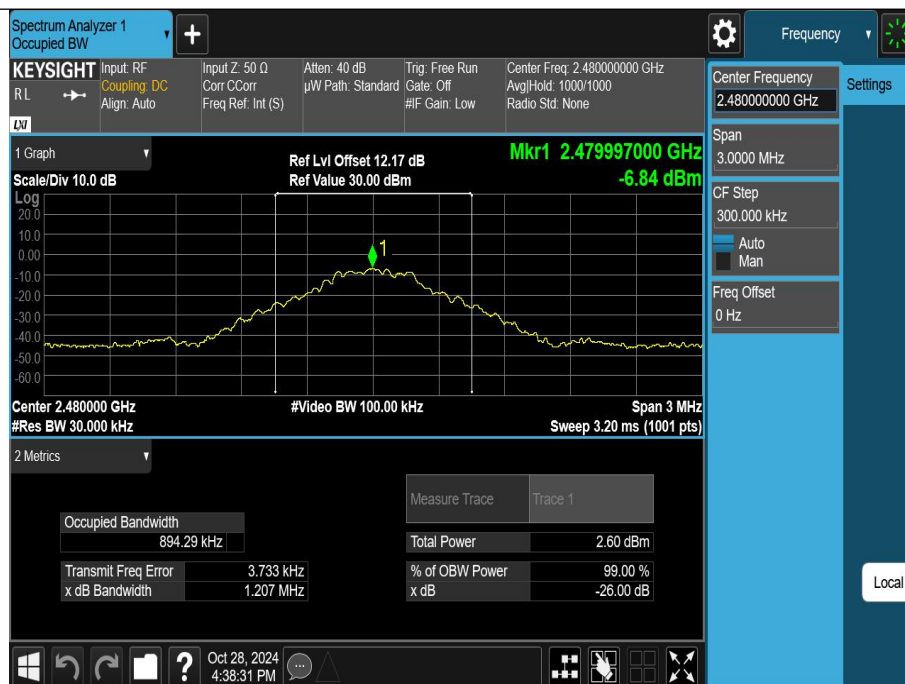 Spectrum Analyzer 1
Occupied BW
+
Frequency
KEYSIGHT
RL
LXI
Input: RF
Coupling: DC
Align: Auto
Input Z: 50 Ω
Corr CCorr
Freq Ref: Int (S)
Atten: 40 dB
µW Path: Standard
Trig: Free Run
Gate: Off
#IF Gain: Low
Center Freq: 2.480000000 GHz
Avg|Hold: 1000/1000
Radio Std: None
Center Frequency
2.480000000 GHz
Settings
Span
3.0000 MHz
CF Step
300.000 kHz
Auto
Man
Freq Offset
0 Hz
Local
1 Graph
Scale/Div 10.0 dB
Ref Lvl Offset 12.17 dB
Ref Value 30.00 dBm
Mkr1 2.479997000 GHz
-6.84 dBm
Log
20.0
10.0
0.00
-10.0
-20.0
-30.0
-40.0
-50.0
-60.0
1
Center 2.480000 GHz
#Res BW 30.000 kHz
#Video BW 100.00 kHz
Span 3 MHz
Sweep 3.20 ms (1001 pts)
2 Metrics
Measure Trace Trace 1
Occupied Bandwidth
894.29 kHz
Total Power 2.60 dBm
Transmit Freq Error 3.733 kHz
% of OBW Power 99.00 %
x dB Bandwidth 1.207 MHz
x dB -26.00 dB
?
Oct 28, 2024
4:38:31 PM